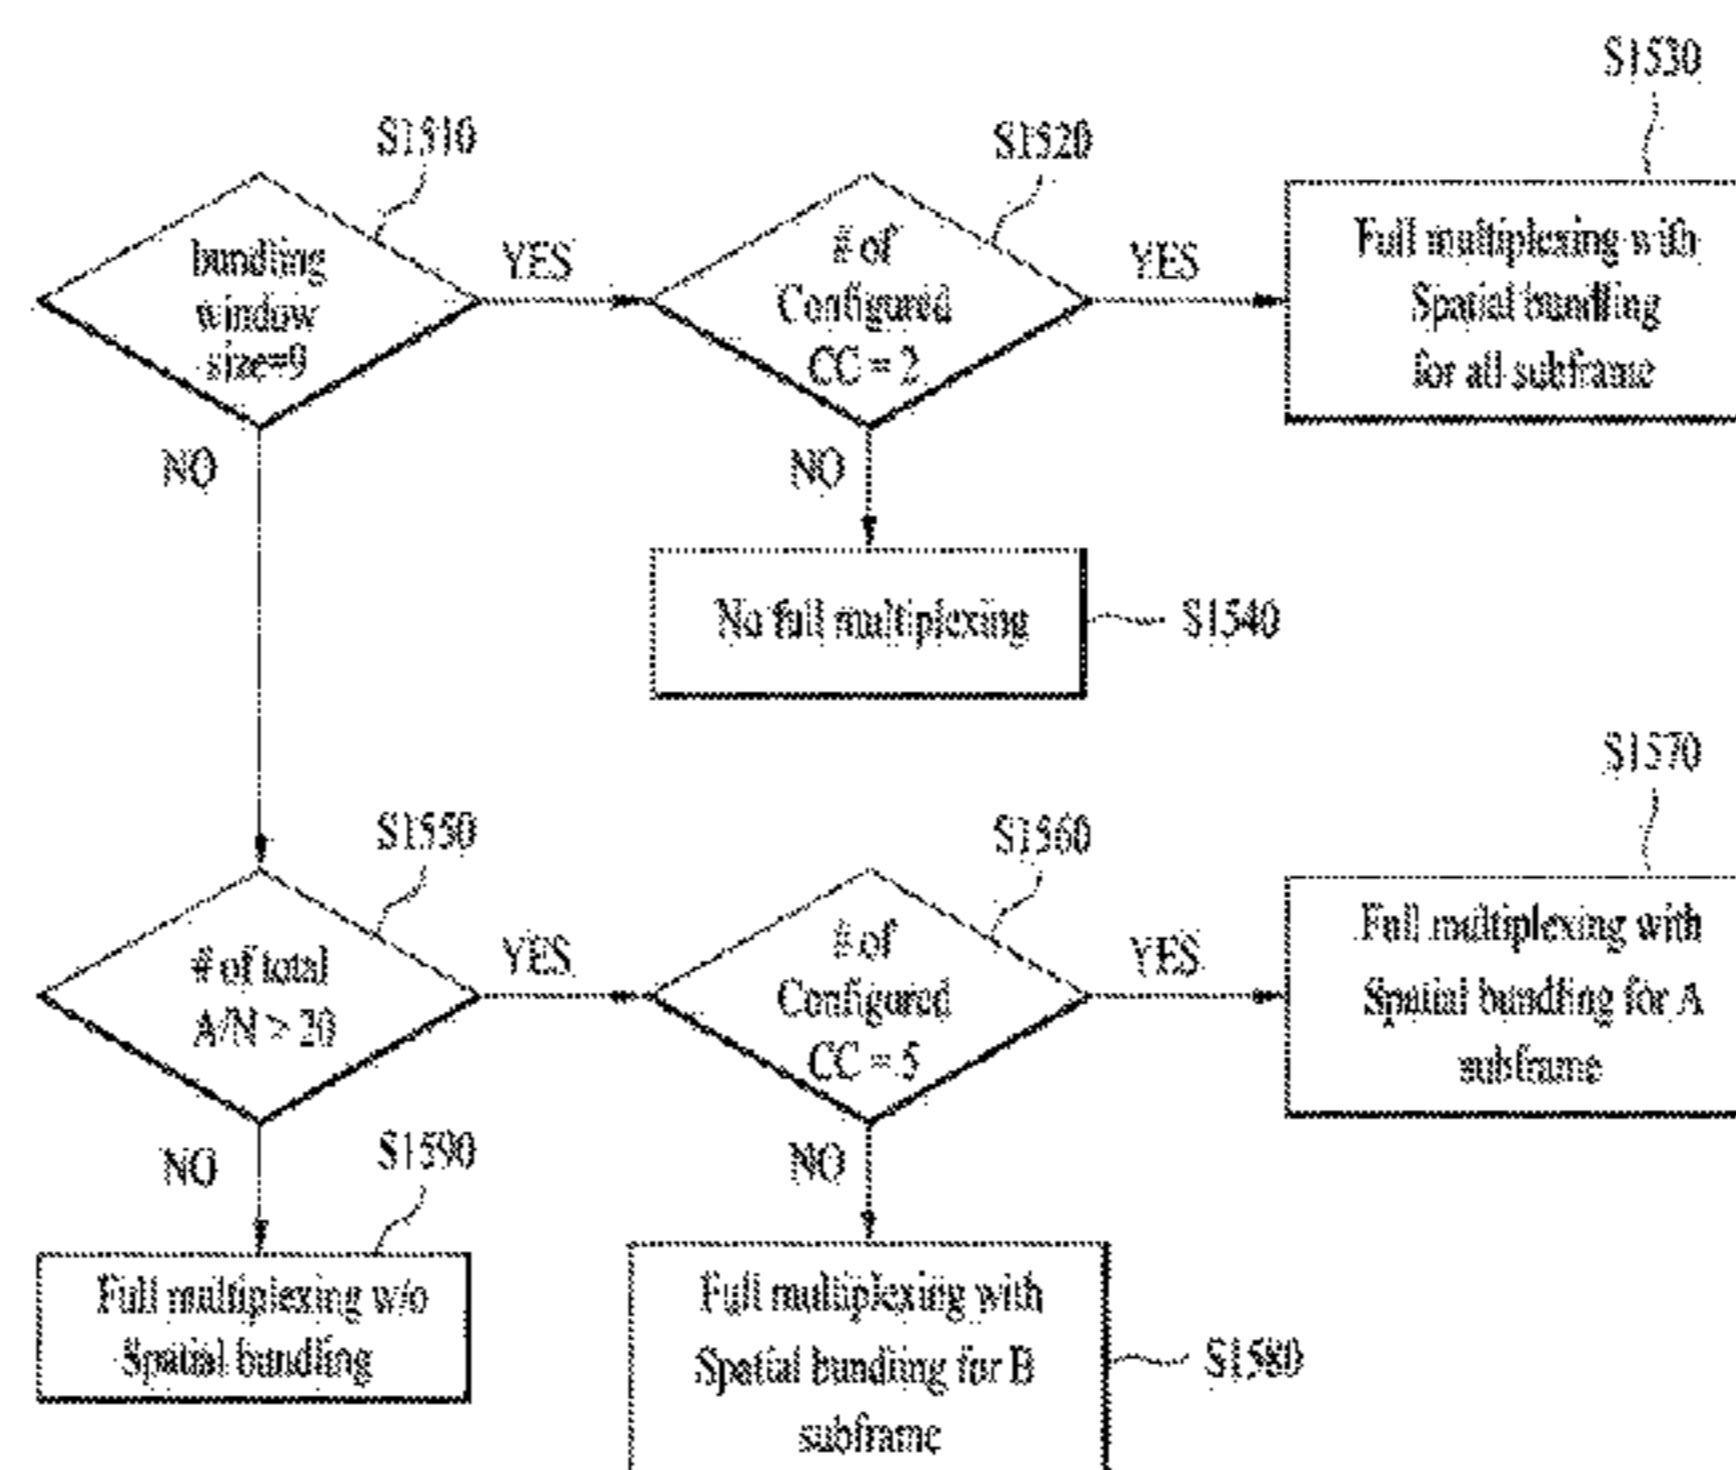 S1530
S1510
S1520
bundling
window
size=9
YES
# of
Configured
CC = 2
YES
Full multiplexing with
Spatial bundling
for all subframe
NO
NO
No full multiplexing
S1540
S1570
S1550
S1560
# of total
A/N > 20
YES
# of
Configured
CC = 5
YES
Full multiplexing with
Spatial bundling for A
subframe
NO
S1590
NO
Full multiplexing w/o
Spatial bundling
Full multiplexing with
Spatial bundling for B
subframe
S1580